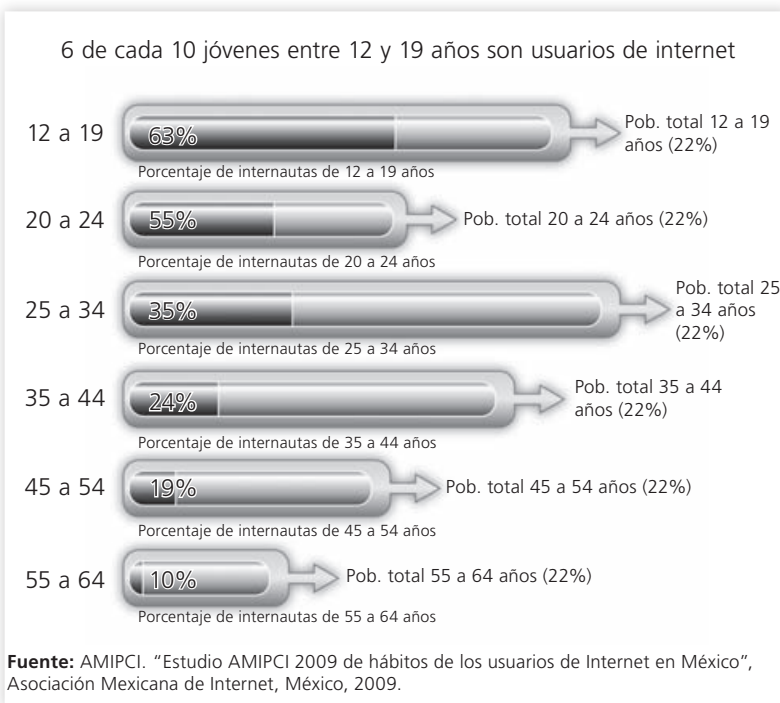 6 de cada 10 jóvenes entre 12 y 19 años son usuarios de internet
12 a 19
63%
Pob. total 12 a 19
años (22%)
Porcentaje de internautas de 12 a 19 años
20 a 24
55%
Pob. total 20 a 24 años (22%)
Porcentaje de internautas de 20 a 24 años
25 a 34
35%
Pob. total 25
a 34 años
(22%)
Porcentaje de internautas de 25 a 34 años
35 a 44
24%
Pob. total 35 a 44
años (22%)
Porcentaje de internautas de 35 a 44 años
45 a 54
19%
Pob. total 45 a 54 años (22%)
Porcentaje de internautas de 45 a 54 años
55 a 64
10%
Pob. total 55 a 64 años (22%)
Porcentaje de internautas de 55 a 64 años
Fuente: AMIPCI. “Estudio AMIPCI 2009 de hábitos de los usuarios de Internet en México”,
Asociación Mexicana de Internet, México, 2009.